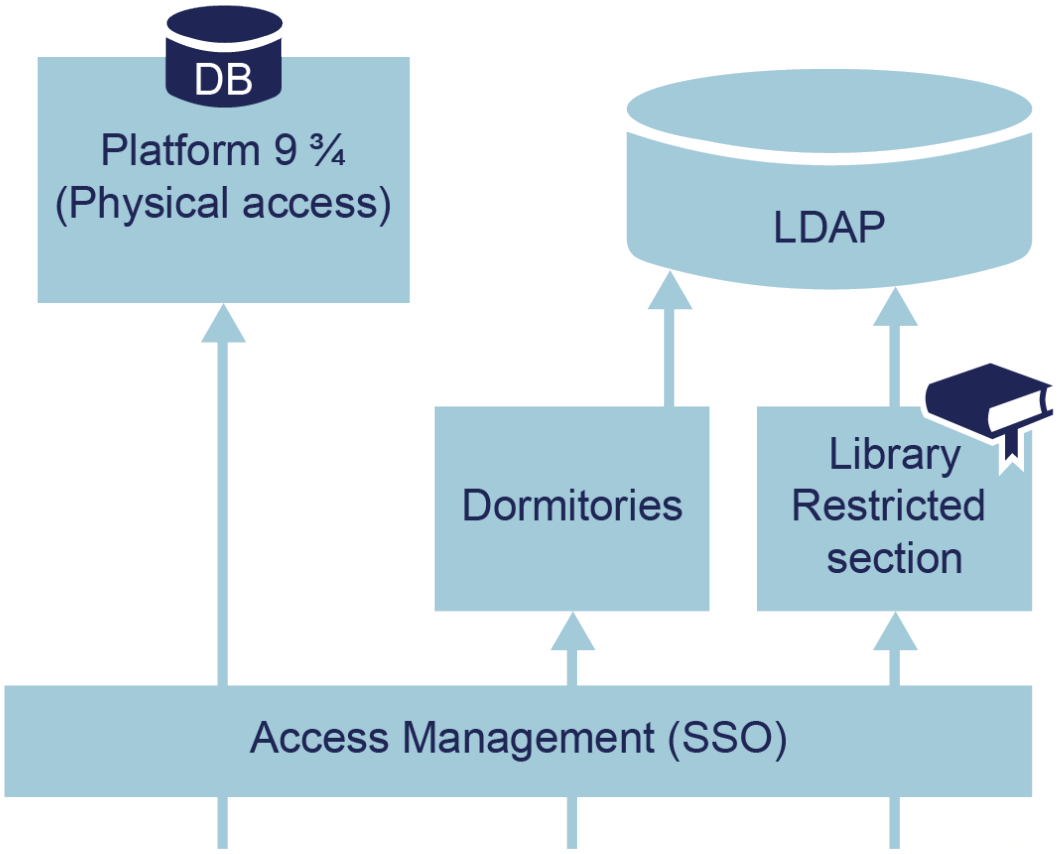 DB
Platform 9 ¾
(Physical access)
LDAP
Dormitories
Library
Restricted
section
Access Management (SSO)